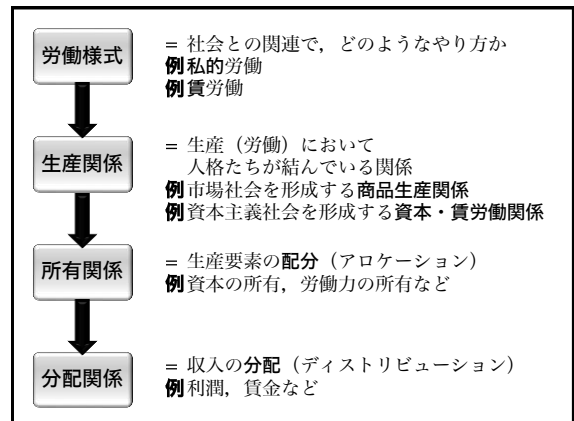 労働様式
= 社会との関連で，どのようなやり方か
例私的労働
例賃労働
生産関係
= 生産（労働）において
人格たちが結んでいる関係
例市場社会を形成する商品生産関係
例資本主義社会を形成する資本・賃労働関係
所有関係
= 生産要素の配分（アロケーション）
例資本の所有，労働力の所有など
分配関係
= 収入の分配（ディストリビューション）
例利潤，賃金など